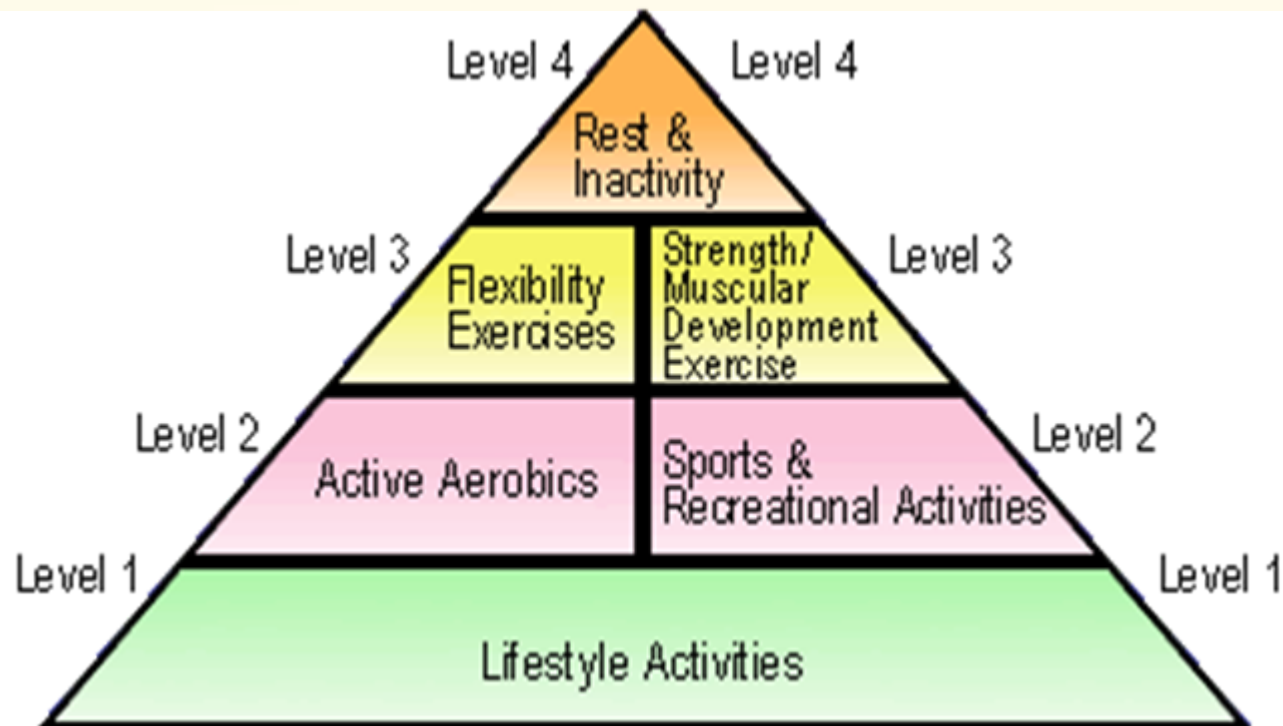 Level 4
Level 4
Rest &
Inactivity
Level 3
Level 3
Flexibility
Exercises
Strength/
Muscular
Development
Exercise
Level 2
Level 2
Active Aerobics
Sports &
Recreational Activities
Level 1
Level 1
Lifestyle Activities